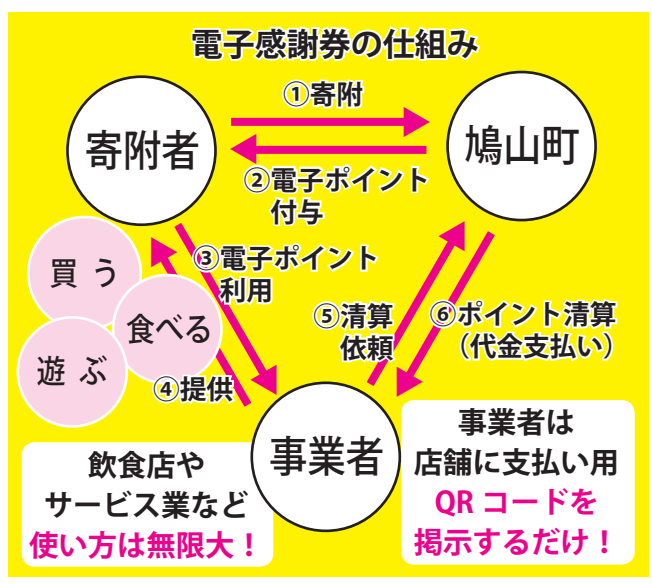 電子感謝券の仕組み
①寄附
寄附者
鳩山町
②電子ポイント
付与
③電子ポイント
利用
買う
食べる
遊ぶ
④提供
⑤清算
依頼
⑥ポイント清算
（代金支払い）
事業者
飲食店や
サービス業など
使い方は無限大！
事業者は
店舗に支払い用
QRコードを
掲示するだけ！